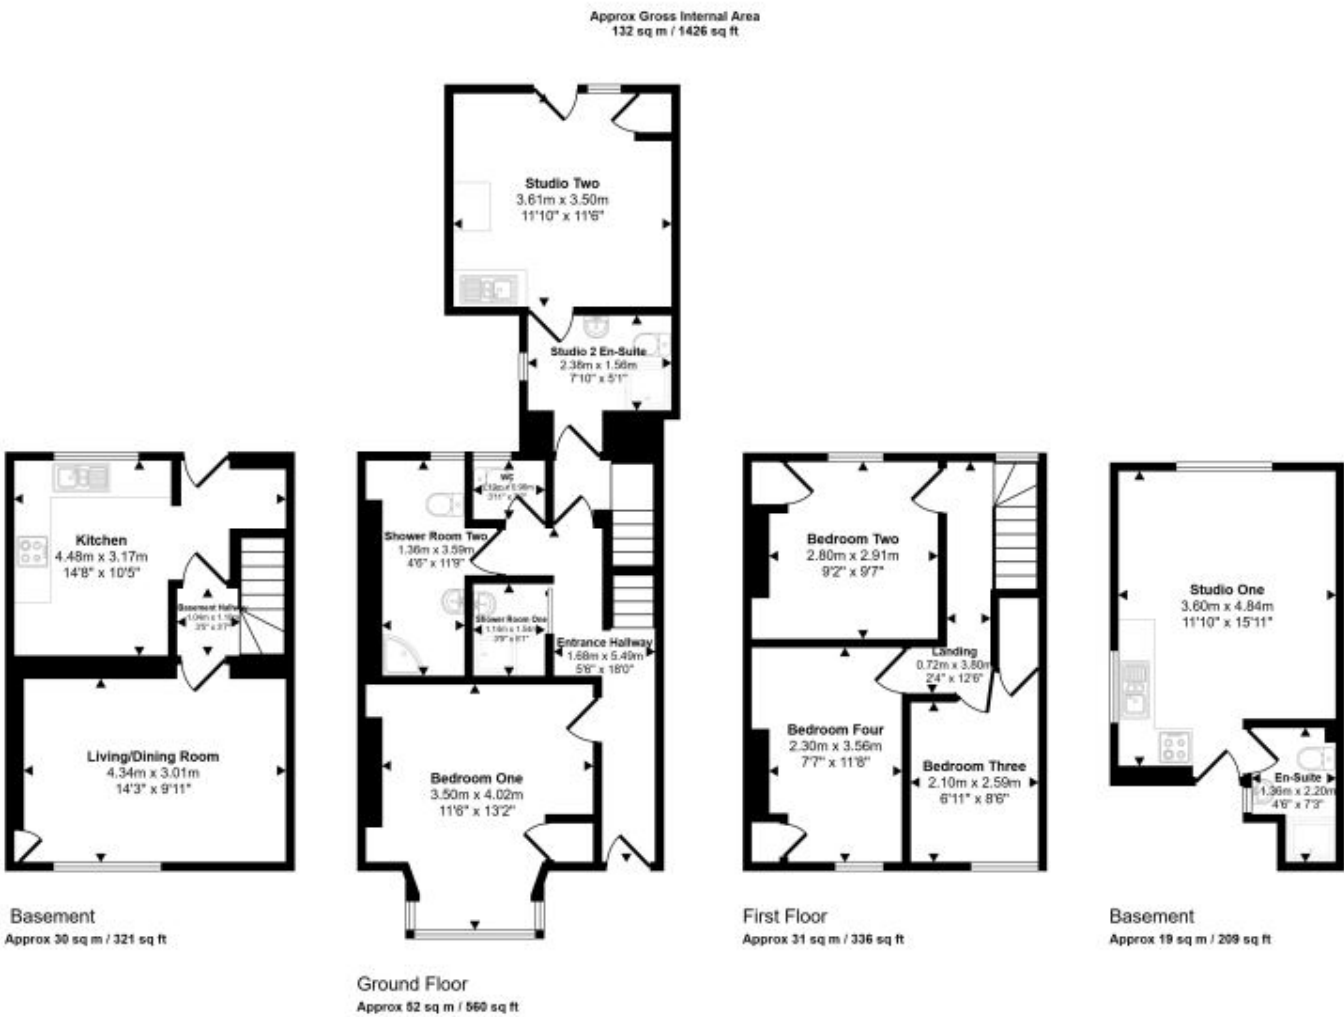 Approx Gross Internal Area
132 sq m / 1426 sq ft
Studio Two
3.61m x 3.50m
11'10" x 11'6"
Studio 2 En-Suite
2.38m x 1.56m
7'10" x 5'1"
Kitchen
4.48m x 3.17m
14'8" x 10'5"
Basement Hallway
Living/Dining Room
4.34m x 3.01m
14'3" x 9'11"
Basement
Approx 30 sq m / 321 sq ft
WC
Shower Room Two
1.36m x 3.59m
4'6" x 11'9"
Shower Room One
Entrance Hallway
1.68m x 5.49m
5'6" x 18'0"
Bedroom One
3.50m x 4.02m
11'6" x 13'2"
Ground Floor
Approx 52 sq m / 560 sq ft
Bedroom Two
2.80m x 2.91m
9'2" x 9'7"
Landing
0.72m x 3.80m
2'4" x 12'6"
Bedroom Four
2.30m x 3.56m
7'7" x 11'8"
Bedroom Three
2.10m x 2.59m
6'11" x 8'6"
First Floor
Approx 31 sq m / 336 sq ft
Studio One
3.60m x 4.84m
11'10" x 15'11"
En-Suite
1.36m x 2.20m
4'6" x 7'3"
Basement
Approx 19 sq m / 209 sq ft